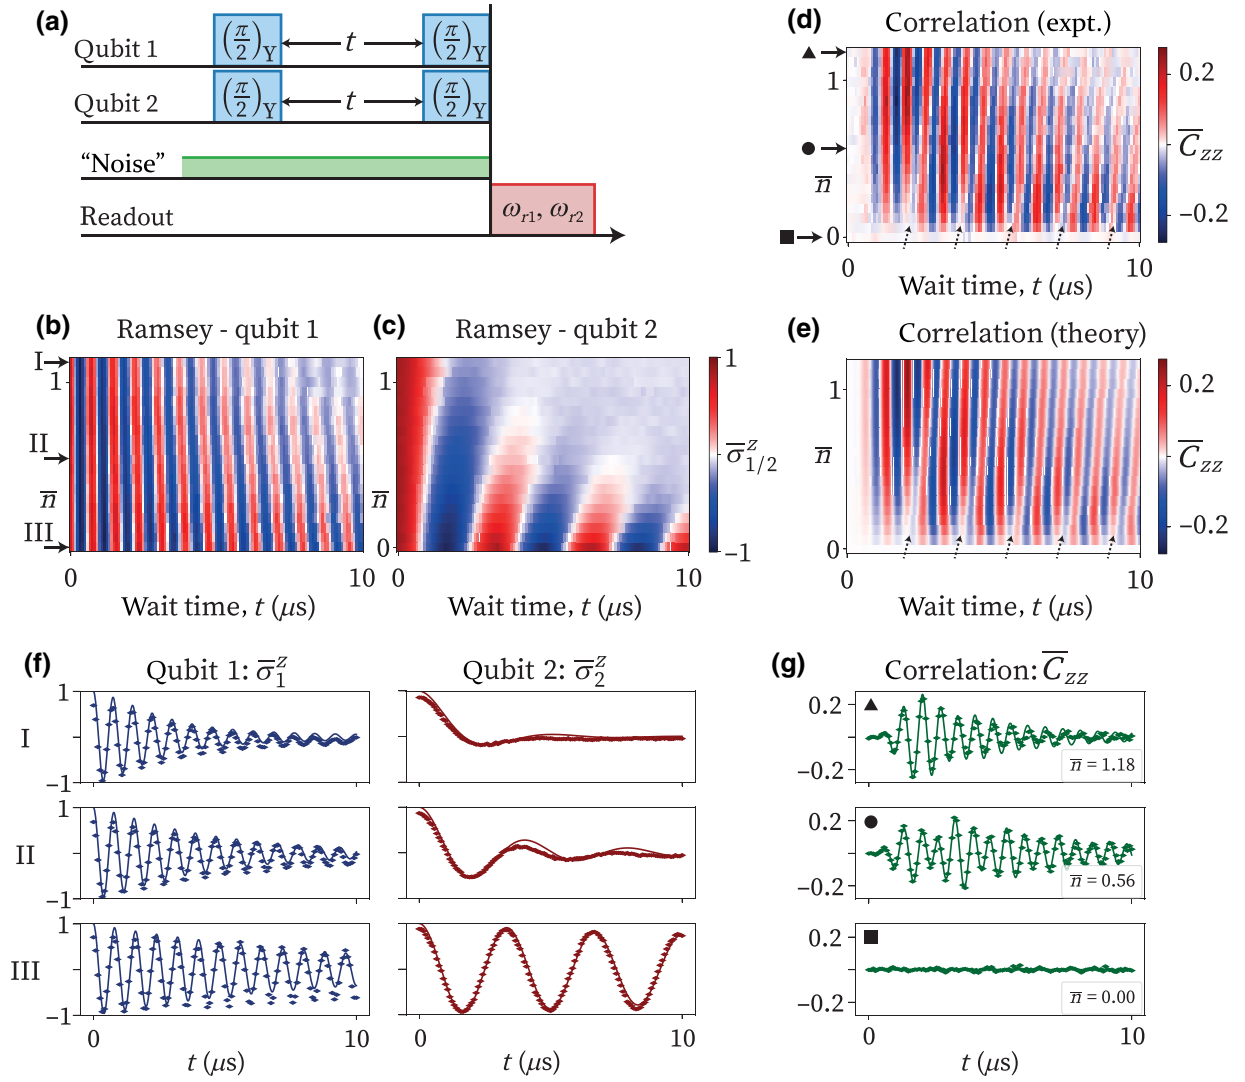 (a)
Qubit 1
(π/2)Y
t
(π/2)Y
Qubit 2
(π/2)Y
t
(π/2)Y
“Noise”
Readout
ωr1, ωr2
(d)
Correlation (expt.)
1
n̅
0
0
10
Wait time, t (μs)
0.2
C̅zz
−0.2
(b)
Ramsey - qubit 1
I
1
II
n̅
III
0
10
Wait time, t (μs)
(c)
Ramsey - qubit 2
1
n̅
0
0
10
Wait time, t (μs)
1
σ̅ᶻ1/2
−1
(e)
Correlation (theory)
1
n̅
0
0
10
Wait time, t (μs)
0.2
C̅zz
−0.2
(f)
Qubit 1: σ̅ᶻ1
Qubit 2: σ̅ᶻ2
I
1
−1
II
1
−1
III
1
−1
0
10
t (μs)
0
10
t (μs)
(g)
Correlation: C̅zz
0.2
−0.2
n̅ = 1.18
0.2
−0.2
n̅ = 0.56
0.2
−0.2
n̅ = 0.00
0
10
t (μs)